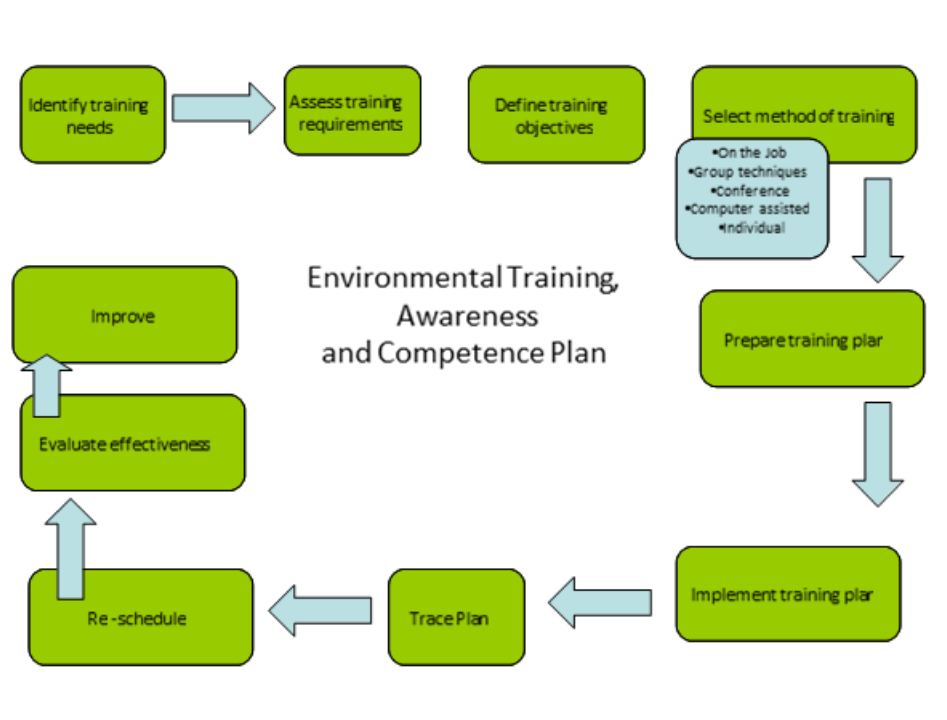 Identify training
needs
Assess training
requirements
Define training
objectives
Select method of training
•On the Job
•Group techniques
•Conference
•Computer assisted
•Individual
Environmental Training,
Awareness
and Competence Plan
Prepare training plar
Implement training plar
Trace Plan
Re -schedule
Evaluate effectiveness
Improve